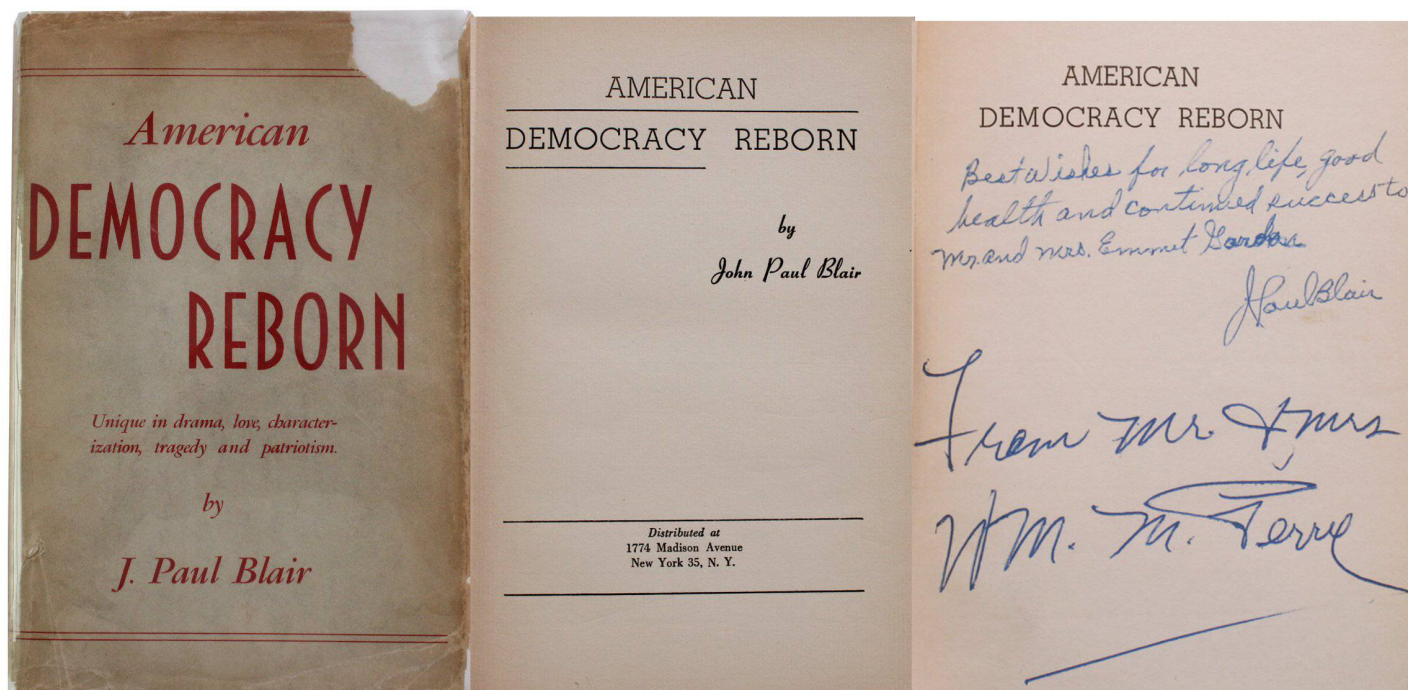 American
DEMOCRACY
REBORN
Unique in drama, love, character-
ization, tragedy and patriotism.
by
J. Paul Blair
AMERICAN
DEMOCRACY REBORN
by
John Paul Blair
Distributed at
1774 Madison Avenue
New York 35, N. Y.
AMERICAN
DEMOCRACY REBORN
Best Wishes for long life, good
health and continued success to
Mr. and Mrs. Emmet Gordon
J Paul Blair
From Mr. & Mrs
WM. M. Perry